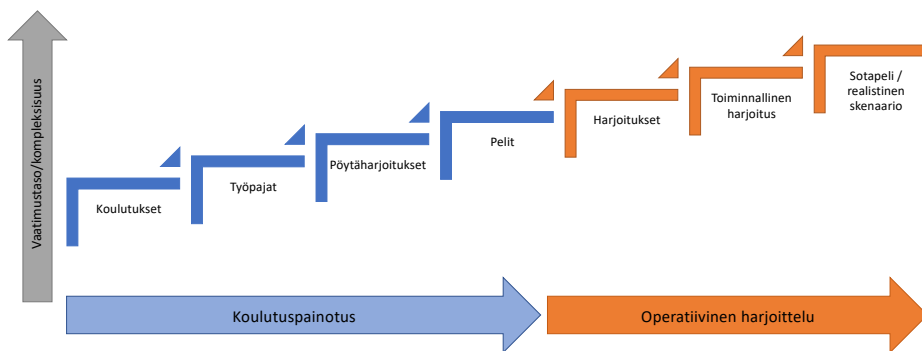 Vaatimustaso/kompleksisuus
Koulutukset
Työpajat
Pöytäharjoitukset
Pelit
Harjoitukset
Toiminnallinen
harjoitus
Sotapeli /
realistinen
skenaario
Koulutuspainotus
Operatiivinen harjoittelu